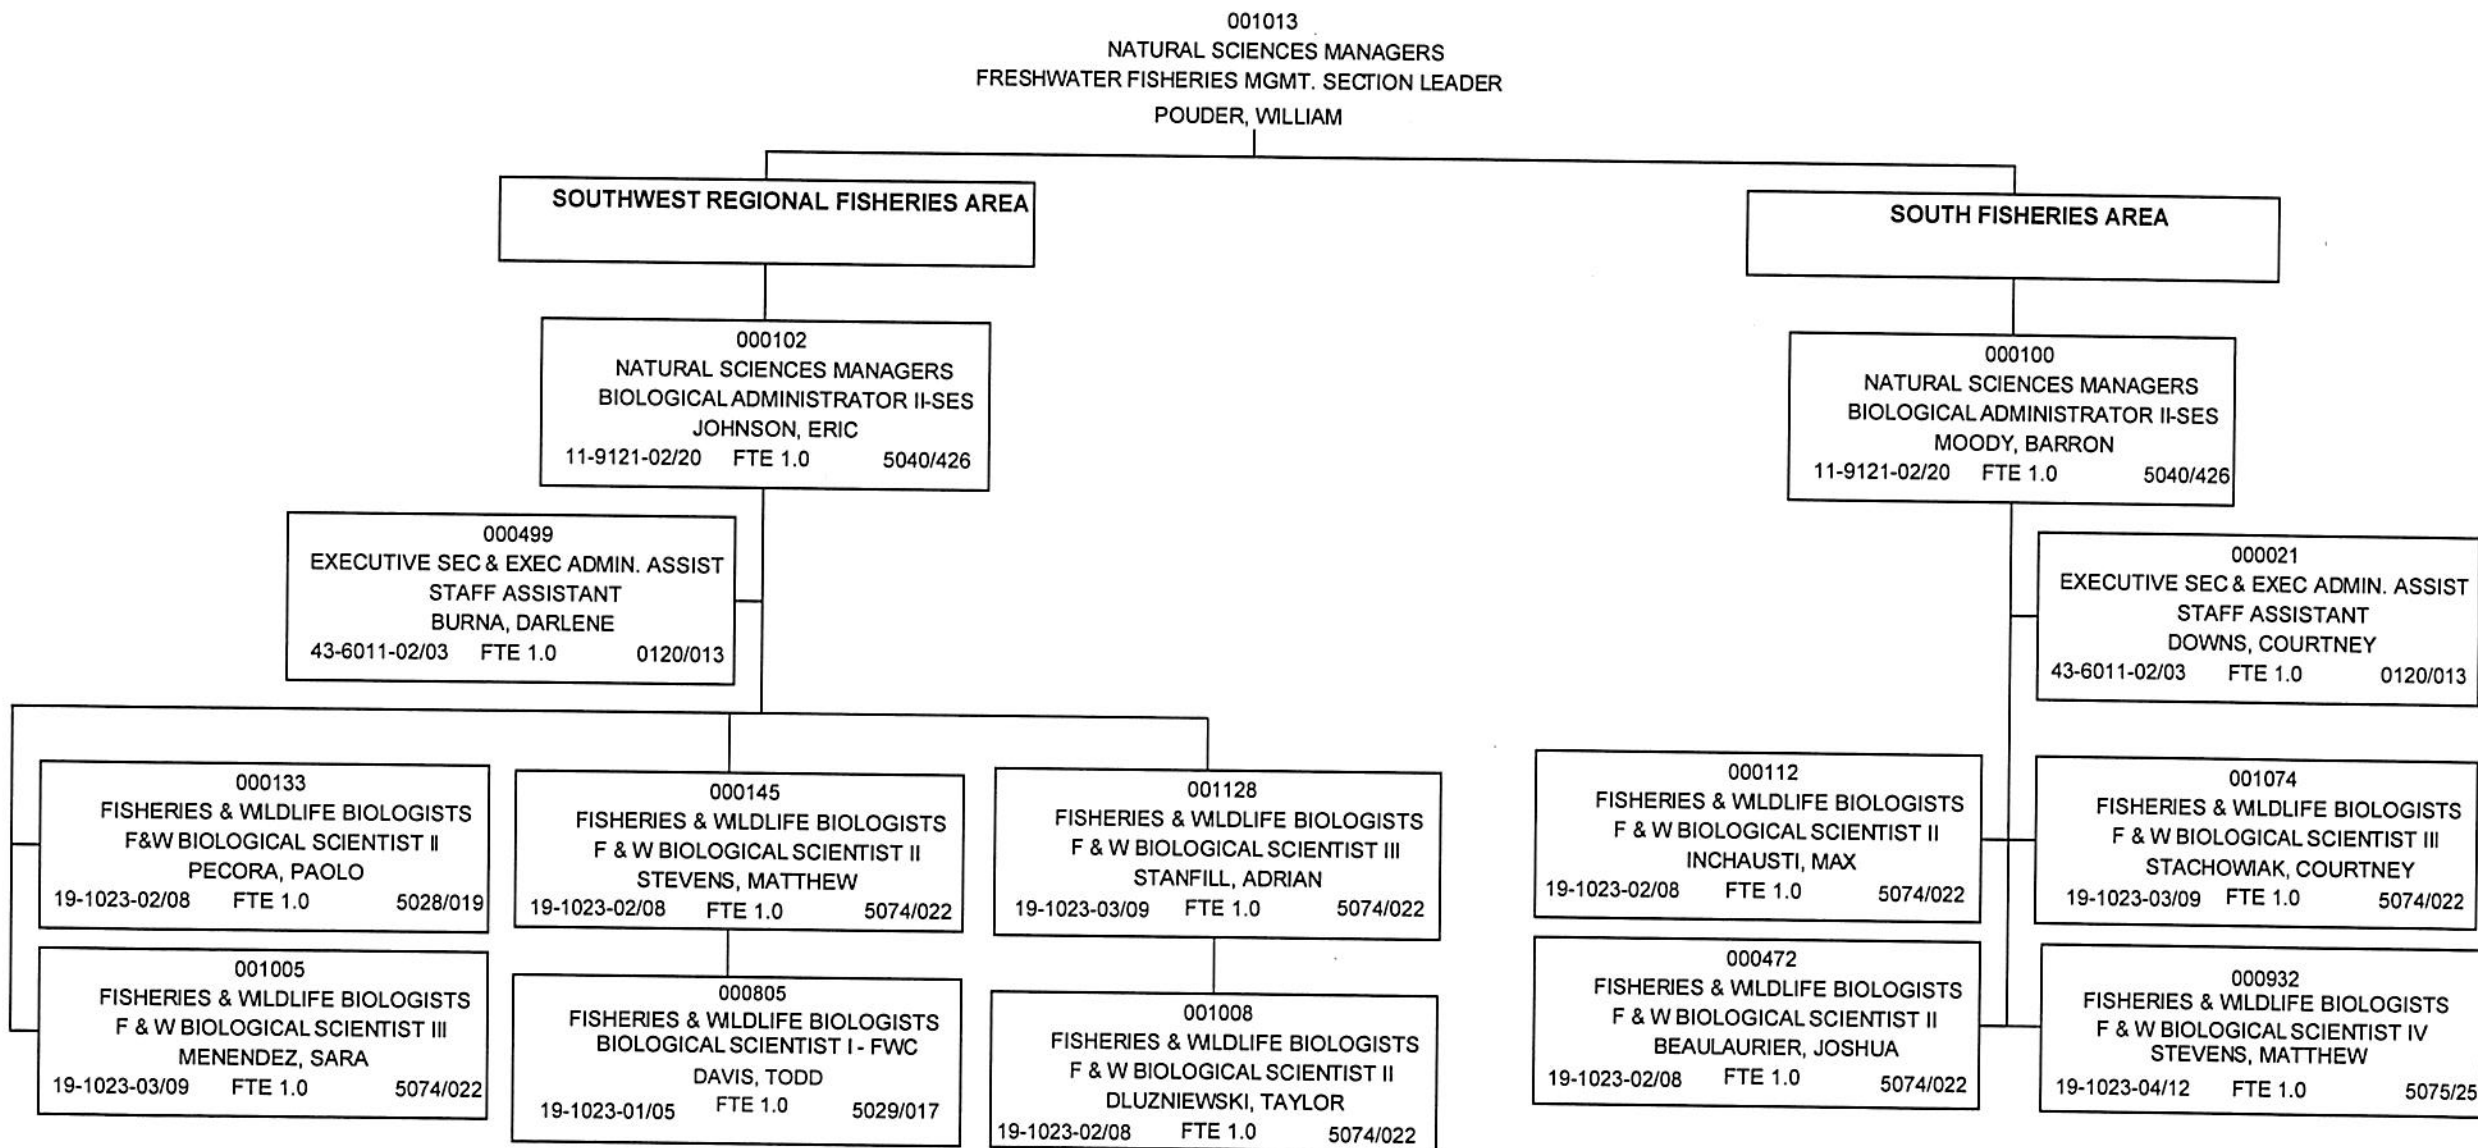 001013
NATURAL SCIENCES MANAGERS
FRESHWATER FISHERIES MGMT. SECTION LEADER
POUDER, WILLIAM
SOUTHWEST REGIONAL FISHERIES AREA
SOUTH FISHERIES AREA
000102
NATURAL SCIENCES MANAGERS
BIOLOGICAL ADMINISTRATOR II-SES
JOHNSON, ERIC
11-9121-02/20 FTE 1.0 5040/426
000100
NATURAL SCIENCES MANAGERS
BIOLOGICAL ADMINISTRATOR II-SES
MOODY, BARRON
11-9121-02/20 FTE 1.0 5040/426
000499
EXECUTIVE SEC & EXEC ADMIN. ASSIST
STAFF ASSISTANT
BURNA, DARLENE
43-6011-02/03 FTE 1.0 0120/013
000021
EXECUTIVE SEC & EXEC ADMIN. ASSIST
STAFF ASSISTANT
DOWNS, COURTNEY
43-6011-02/03 FTE 1.0 0120/013
000133
FISHERIES & WILDLIFE BIOLOGISTS
F&W BIOLOGICAL SCIENTIST II
PECORA, PAOLO
19-1023-02/08 FTE 1.0 5028/019
000145
FISHERIES & WILDLIFE BIOLOGISTS
F & W BIOLOGICAL SCIENTIST II
STEVENS, MATTHEW
19-1023-02/08 FTE 1.0 5074/022
001128
FISHERIES & WILDLIFE BIOLOGISTS
F & W BIOLOGICAL SCIENTIST III
STANFILL, ADRIAN
19-1023-03/09 FTE 1.0 5074/022
000112
FISHERIES & WILDLIFE BIOLOGISTS
F & W BIOLOGICAL SCIENTIST II
INCHAUSTI, MAX
19-1023-02/08 FTE 1.0 5074/022
001074
FISHERIES & WILDLIFE BIOLOGISTS
F & W BIOLOGICAL SCIENTIST III
STACHOWIAK, COURTNEY
19-1023-03/09 FTE 1.0 5074/022
001005
FISHERIES & WILDLIFE BIOLOGISTS
F & W BIOLOGICAL SCIENTIST III
MENENDEZ, SARA
19-1023-03/09 FTE 1.0 5074/022
000805
FISHERIES & WILDLIFE BIOLOGISTS
BIOLOGICAL SCIENTIST I - FWC
DAVIS, TODD
19-1023-01/05 FTE 1.0 5029/017
001008
FISHERIES & WILDLIFE BIOLOGISTS
F & W BIOLOGICAL SCIENTIST II
DLUZNIEWSKI, TAYLOR
19-1023-02/08 FTE 1.0 5074/022
000472
FISHERIES & WILDLIFE BIOLOGISTS
F & W BIOLOGICAL SCIENTIST II
BEAULAURIER, JOSHUA
19-1023-02/08 FTE 1.0 5074/022
000932
FISHERIES & WILDLIFE BIOLOGISTS
F & W BIOLOGICAL SCIENTIST IV
STEVENS, MATTHEW
19-1023-04/12 FTE 1.0 5075/25